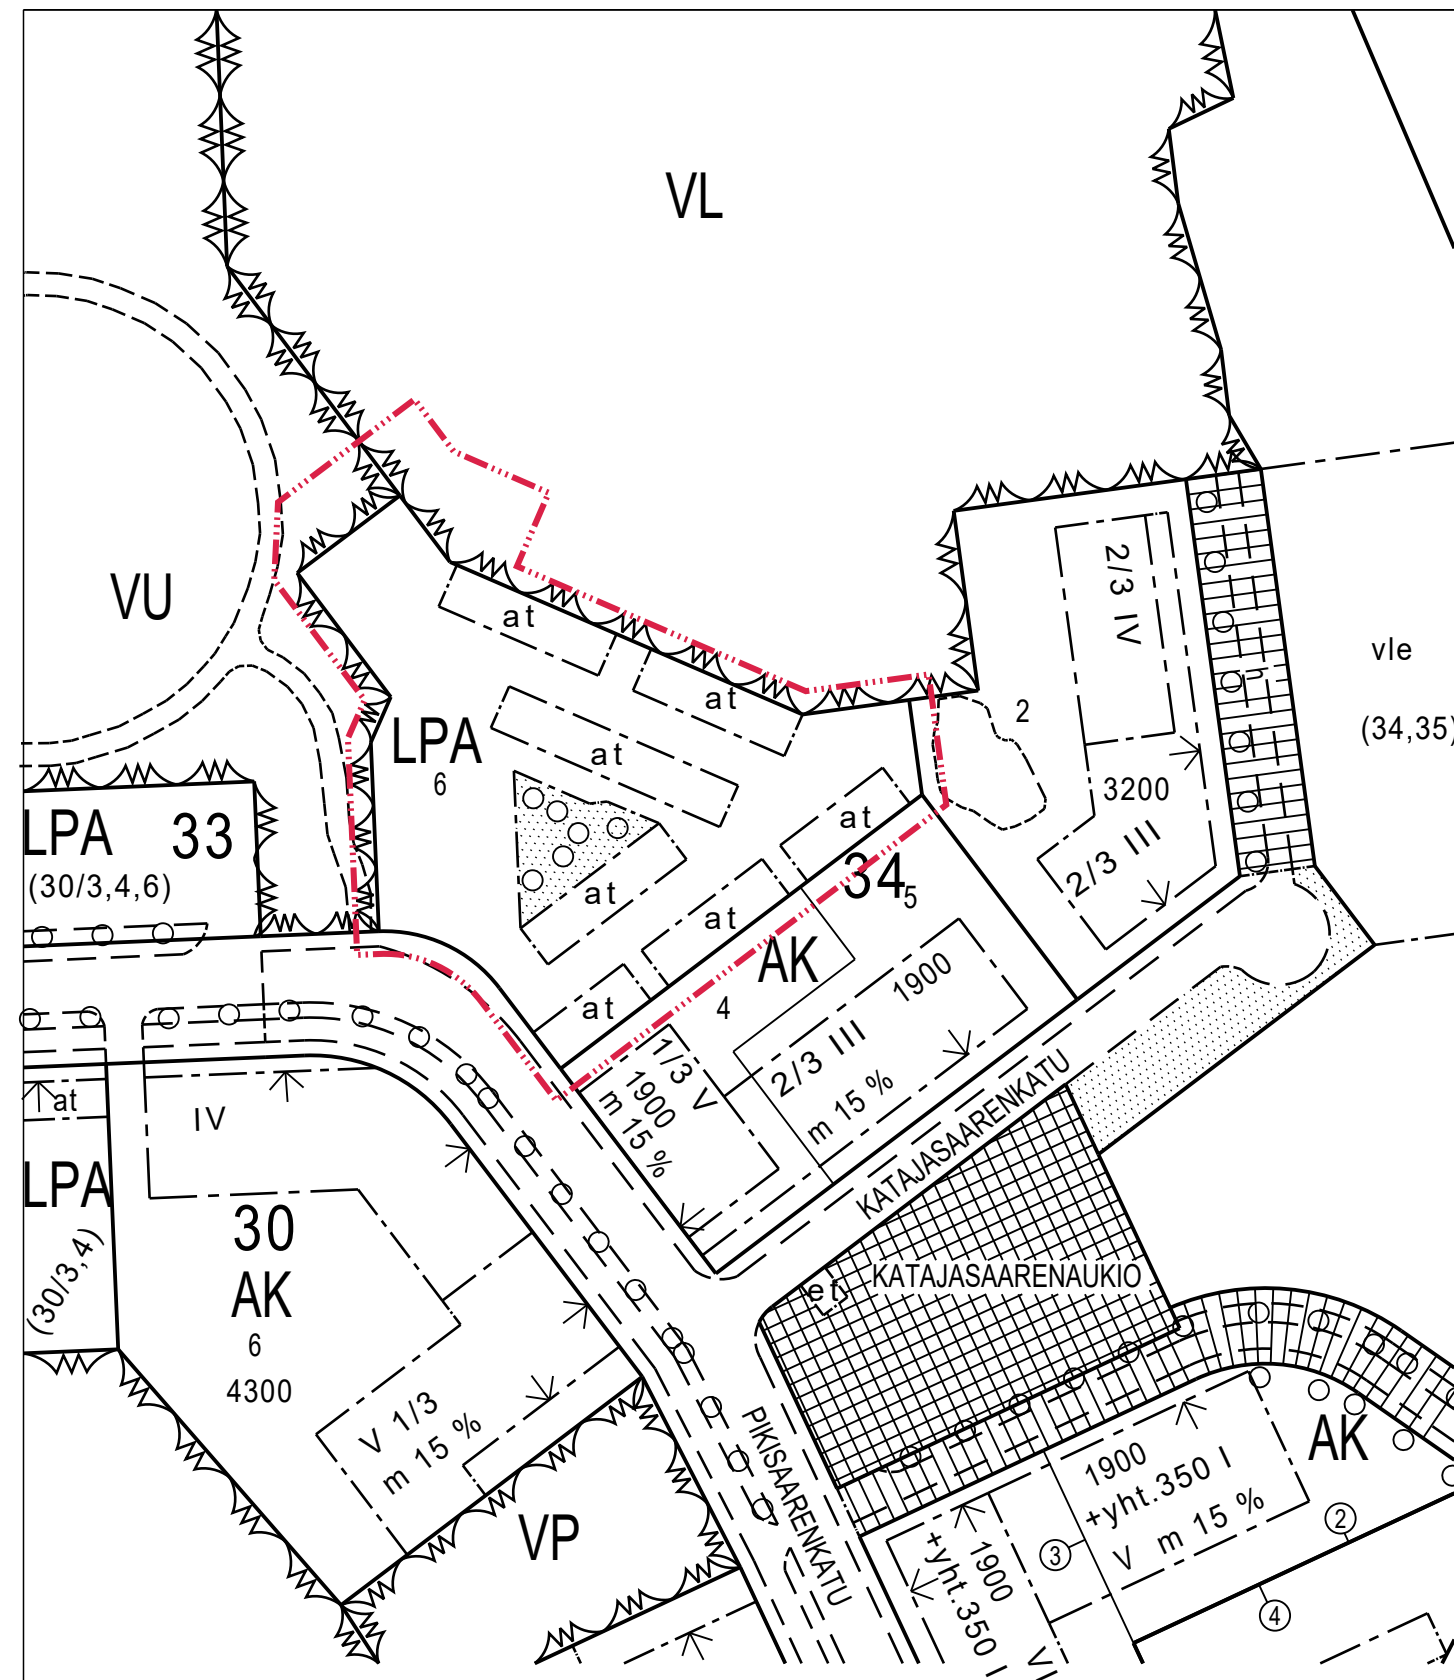 VL
VU
at
at
at
2/3 IV
2
vle
(34,35)
LPA
6
3200
2/3 III
at
at
at
at
LPA
33
(30/3,4,6)
34
5
AK
4
1900
2/3 III
m 15 %
1/3 V
1900
m 15 %
at
IV
LPA
(30/3,4)
30
AK
6
4300
V 1/3
m 15 %
KATAJASAARENKATU
KATAJASAARENAUKIO
et
PIKISAARENKATU
VP
AK
1900
+yht.350 I
V m 15 %
2
3
4
1900
+yht.350 I
VI